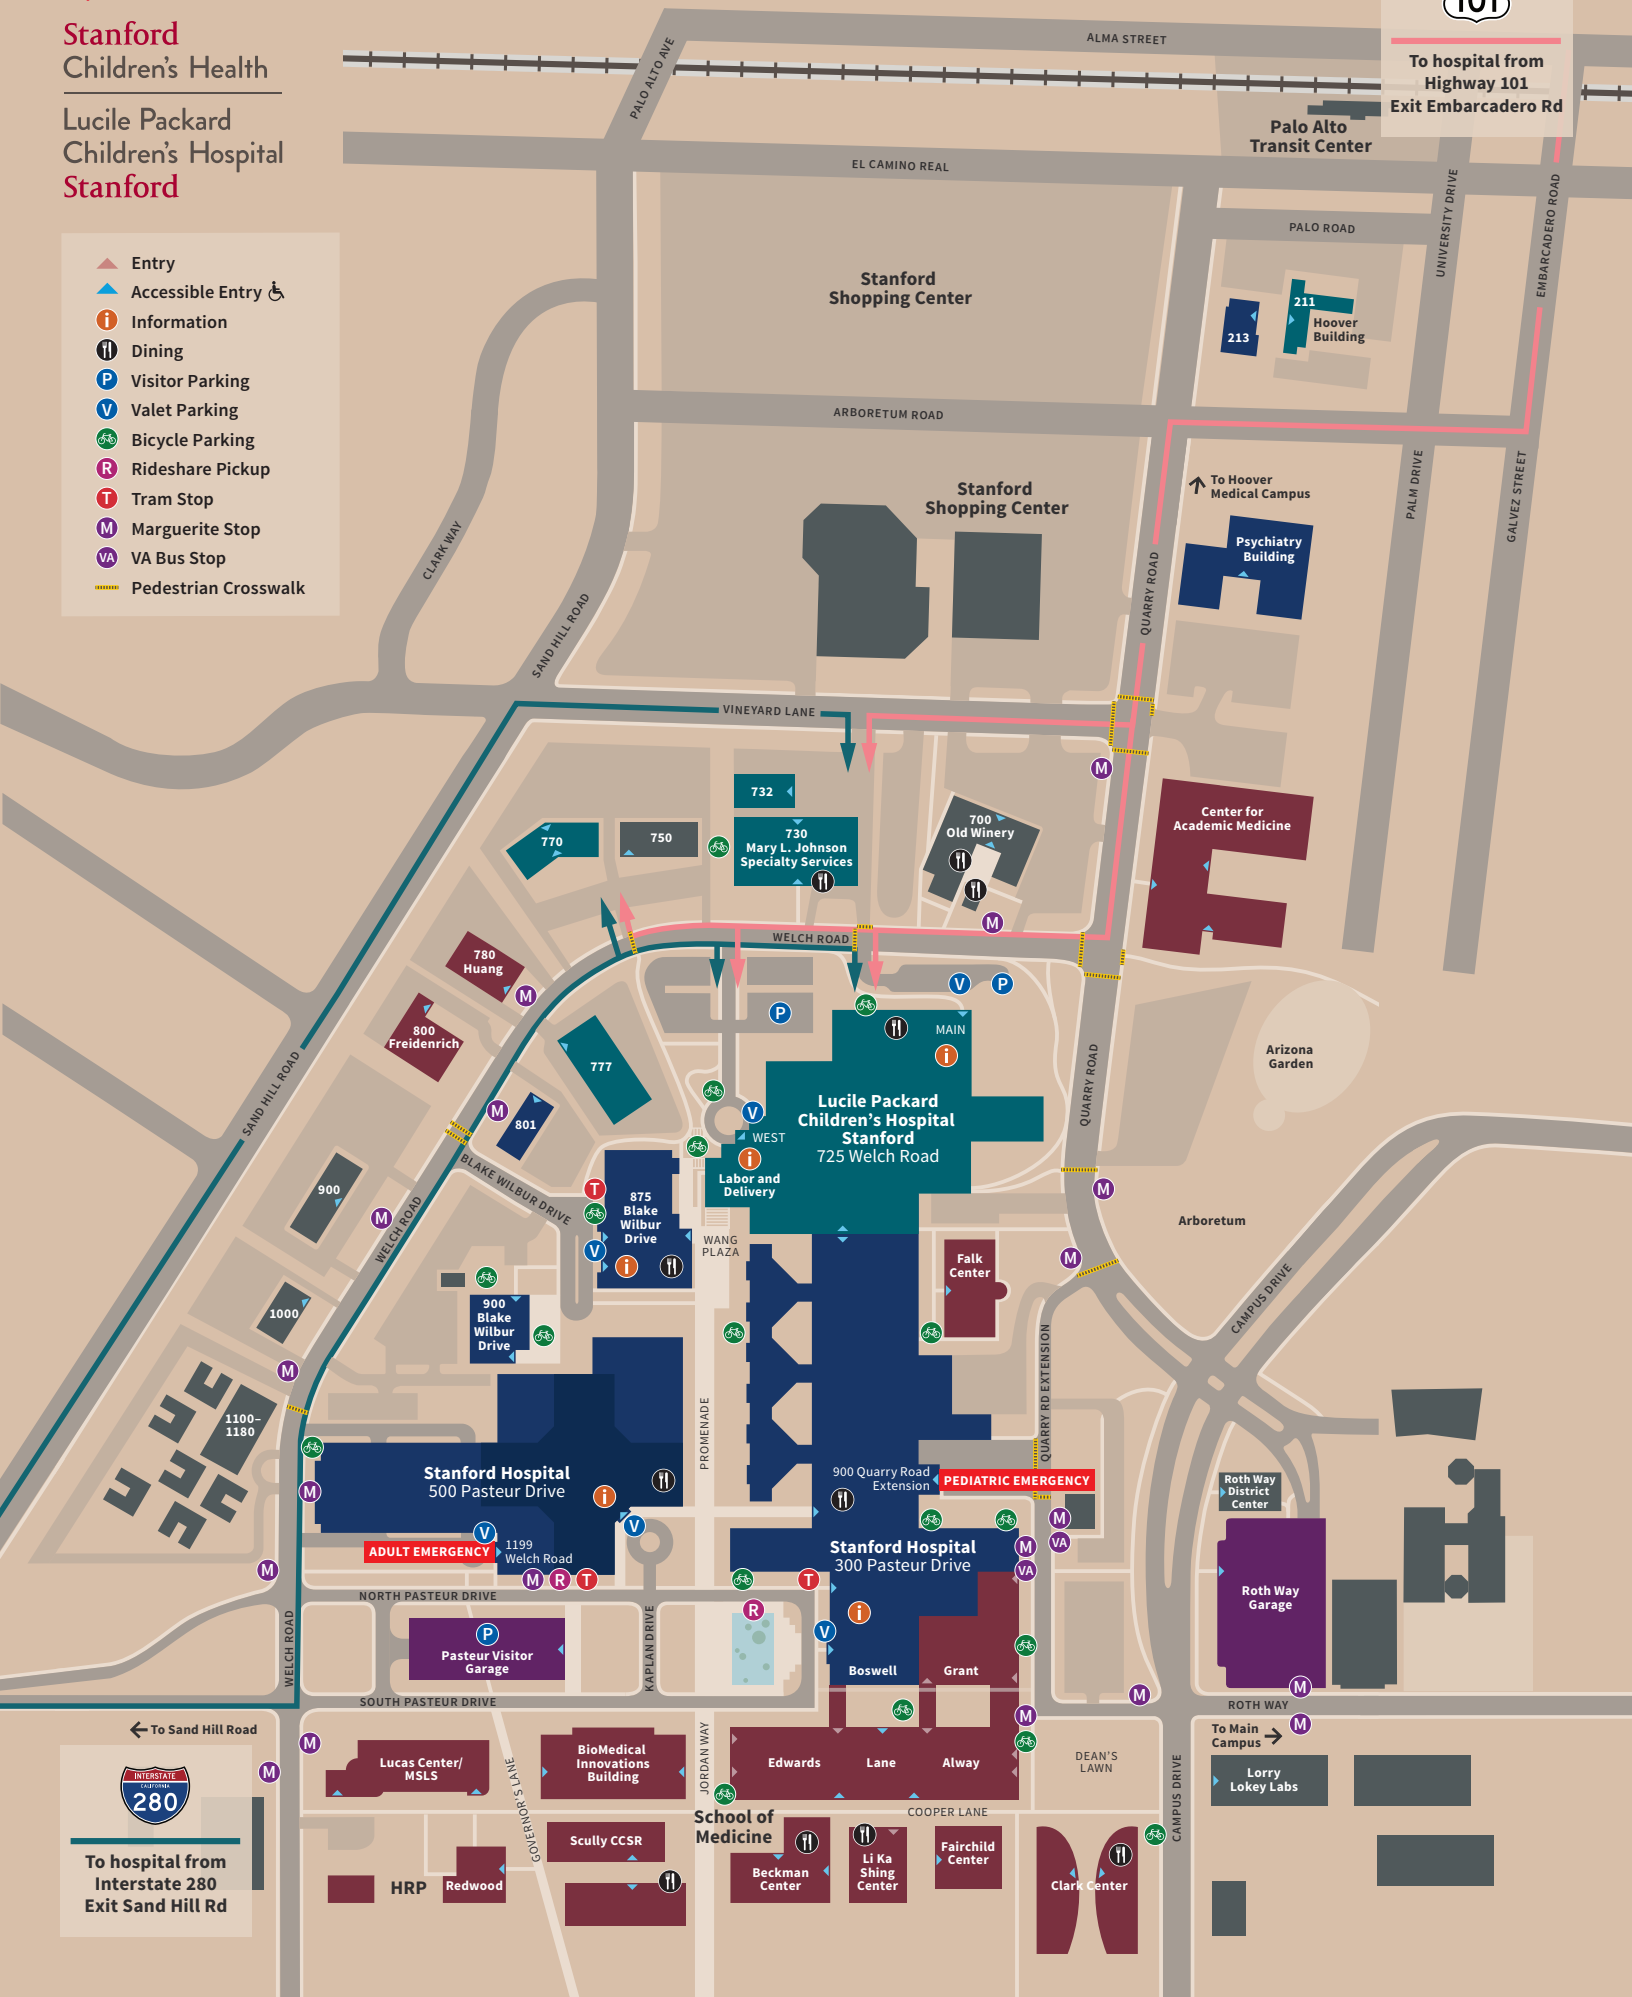 Stanford
Children's Health
Lucile Packard
Children's Hospital
Stanford
Entry
Accessible Entry
i Information
Dining
P Visitor Parking
V Valet Parking
Bicycle Parking
R Rideshare Pickup
T Tram Stop
M Marguerite Stop
VA VA Bus Stop
Pedestrian Crosswalk
101
To hospital from
Highway 101
Exit Embarcadero Rd
ALMA STREET
PALO ALTO AVE
Palo Alto
Transit Center
EL CAMINO REAL
PALO ROAD
UNIVERSITY DRIVE
EMBARCADERO ROAD
Stanford
Shopping Center
211
Hoover
Building
213
ARBORETUM ROAD
To Hoover
Medical Campus
PALM DRIVE
GALVEZ STREET
Stanford
Shopping Center
Psychiatry
Building
CLARK WAY
SAND HILL ROAD
QUARRY ROAD
VINEYARD LANE
M
732
730
Mary L. Johnson
Specialty Services
770
750
700
Old Winery
Center for
Academic Medicine
M
WELCH ROAD
780
Huang
M
800
Freidenrich
V
P
P
MAIN
i
777
Arizona
Garden
SAND HILL ROAD
QUARRY ROAD
M
801
V
WEST
i
Labor and
Delivery
Lucile Packard
Children's Hospital
Stanford
725 Welch Road
BLAKE WILBUR DRIVE
900
M
WELCH ROAD
T
875
Blake
Wilbur
Drive
V
i
WANG
PLAZA
M
Arboretum
M
Falk
Center
CAMPUS DRIVE
1000
900
Blake
Wilbur
Drive
M
QUARRY RD EXTENSION
PROMENADE
1100–
1180
Stanford Hospital
500 Pasteur Drive
i
M
900 Quarry Road
Extension
PEDIATRIC EMERGENCY
Roth Way
District
Center
V
V
ADULT EMERGENCY
1199
Welch Road
M
M R T
Stanford Hospital
300 Pasteur Drive
M
VA
M
VA
T
NORTH PASTEUR DRIVE
R
i
V
Roth Way
Garage
P
Pasteur Visitor
Garage
KAPLAN DRIVE
WELCH ROAD
Boswell
Grant
SOUTH PASTEUR DRIVE
M
M
M
ROTH WAY
M
To Sand Hill Road
To Main
Campus
M
M
Lucas Center/
MSLS
BioMedical
Innovations
Building
JORDAN WAY
GOVERNOR'S LANE
Edwards
Lane
Alway
DEAN'S
LAWN
CAMPUS DRIVE
Lorry
Lokey Labs
INTERSTATE
CALIFORNIA
280
To hospital from
Interstate 280
Exit Sand Hill Rd
School of
Medicine
COOPER LANE
Scully CCSR
HRP
Redwood
Beckman
Center
Li Ka
Shing
Center
Fairchild
Center
Clark Center